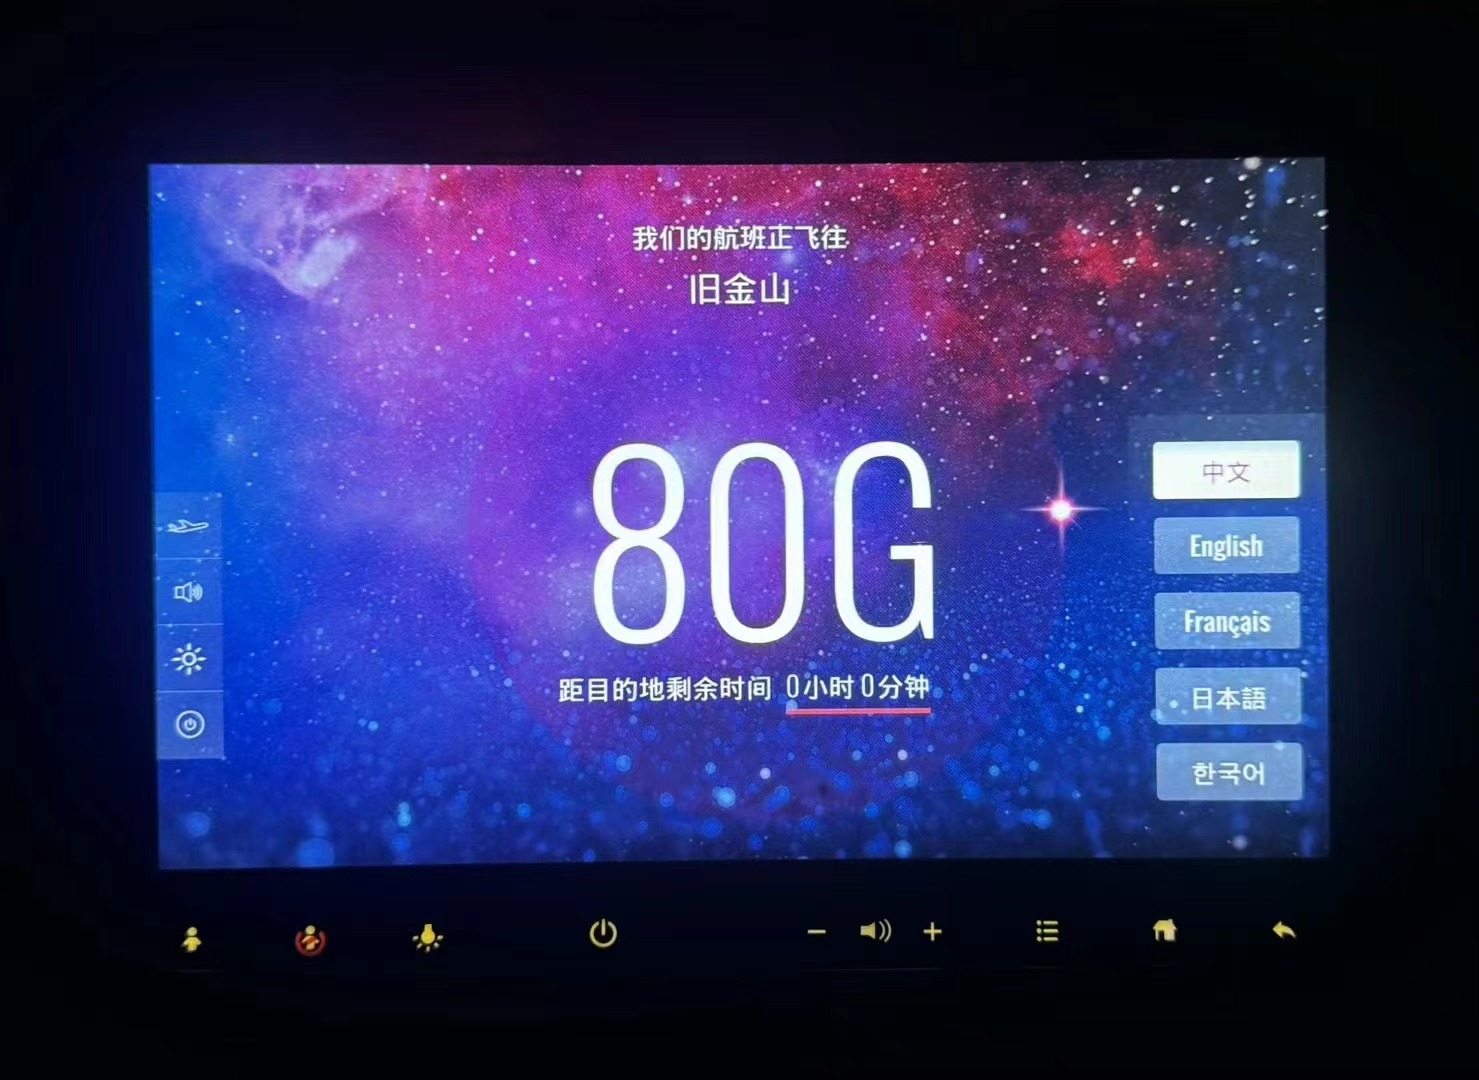 我们的航班正飞往
旧金山
80G
距目的地剩余时间 0小时0分钟
中文
English
Français
日本語
한국어